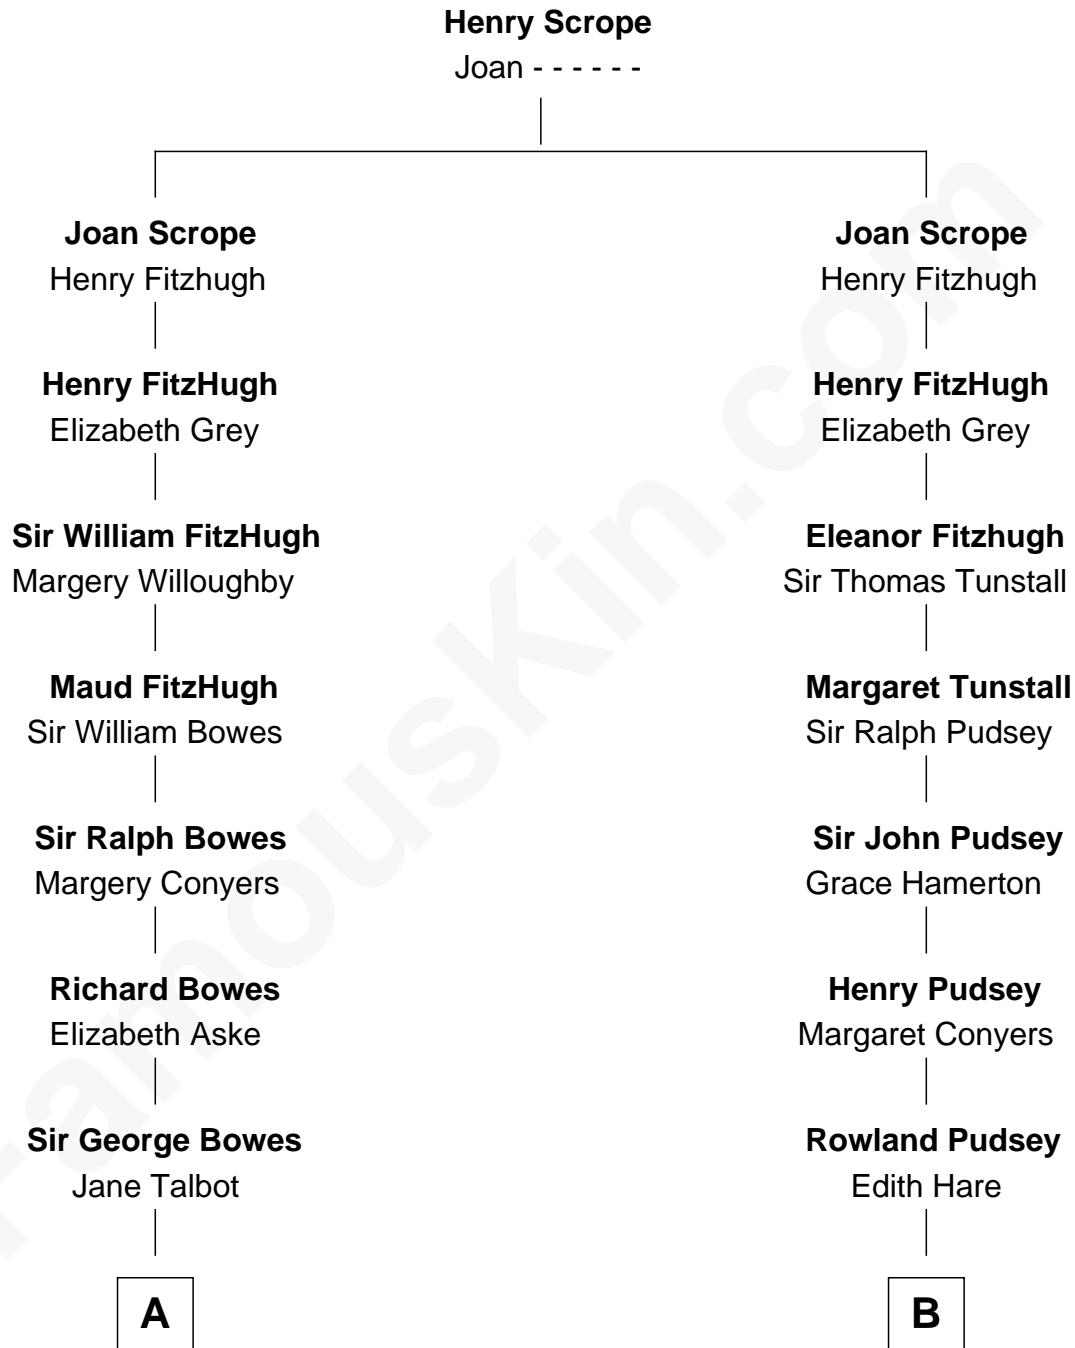 Henry Scrope
Joan - - - - - -
Joan Scrope
Henry Fitzhugh
Joan Scrope
Henry Fitzhugh
Henry FitzHugh
Elizabeth Grey
Henry FitzHugh
Elizabeth Grey
Sir William FitzHugh
Margery Willoughby
Eleanor Fitzhugh
Sir Thomas Tunstall
Maud FitzHugh
Sir William Bowes
Margaret Tunstall
Sir Ralph Pudsey
Sir Ralph Bowes
Margery Conyers
Sir John Pudsey
Grace Hamerton
Richard Bowes
Elizabeth Aske
Henry Pudsey
Margaret Conyers
Sir George Bowes
Jane Talbot
Rowland Pudsey
Edith Hare
A
B
FamousKin.com